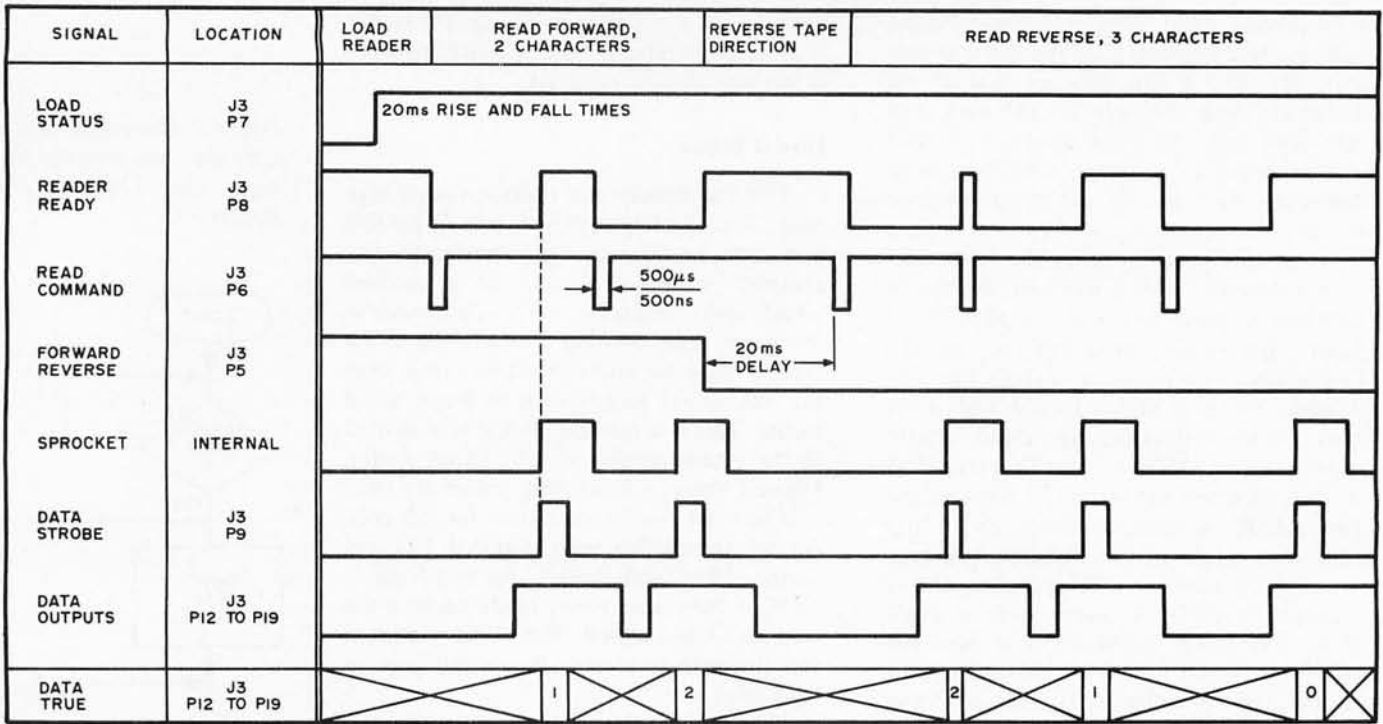 SIGNAL
LOCATION
LOAD
READER
READ FORWARD,
2 CHARACTERS
REVERSE TAPE
DIRECTION
READ REVERSE, 3 CHARACTERS
LOAD
STATUS
J3
P7
20ms RISE AND FALL TIMES
READER
READY
J3
P8
READ
COMMAND
J3
P6
500µs
500ns
FORWARD
REVERSE
J3
P5
20ms
DELAY
SPROCKET
INTERNAL
DATA
STROBE
J3
P9
DATA
OUTPUTS
J3
P12 TO P19
DATA
TRUE
J3
P12 TO P19
1
2
2
1
0